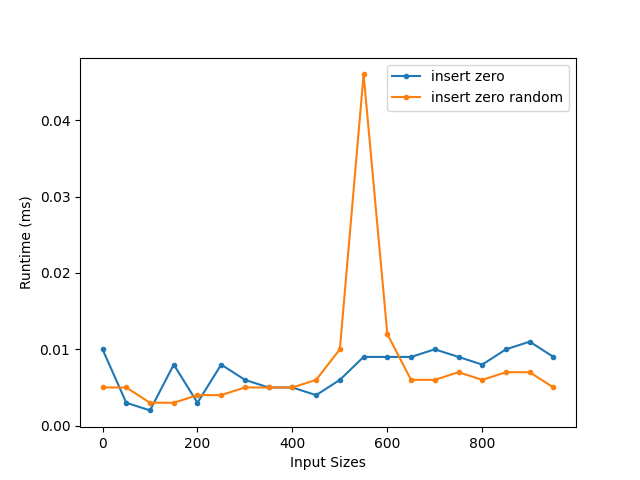 insert zero
insert zero random
0.04
0.03
0.02
0.01
0.00
Runtime (ms)
0 200 400 600 800
Input Sizes